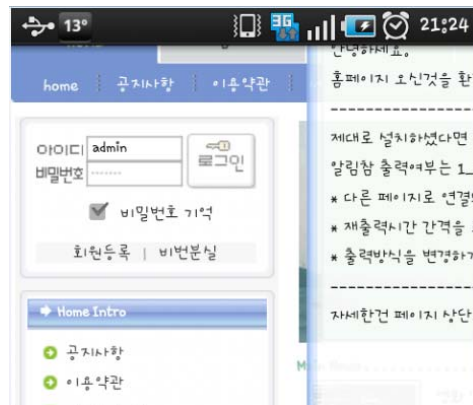 13° 3G 21:24
home 공지사항 이용약관
아이디 admin
비밀번호
로그인
비밀번호 기억
회원등록 | 비번분실
Home Intro
공지사항
이용약관
안녕하세요.
홈페이지 오신것을 환
제대로 설치하셨다면
알림창 출력여부는 1_
* 다른 페이지로 연결
* 재출력시간 간격을
* 출력방식을 변경하
자세한건 페이지 상단